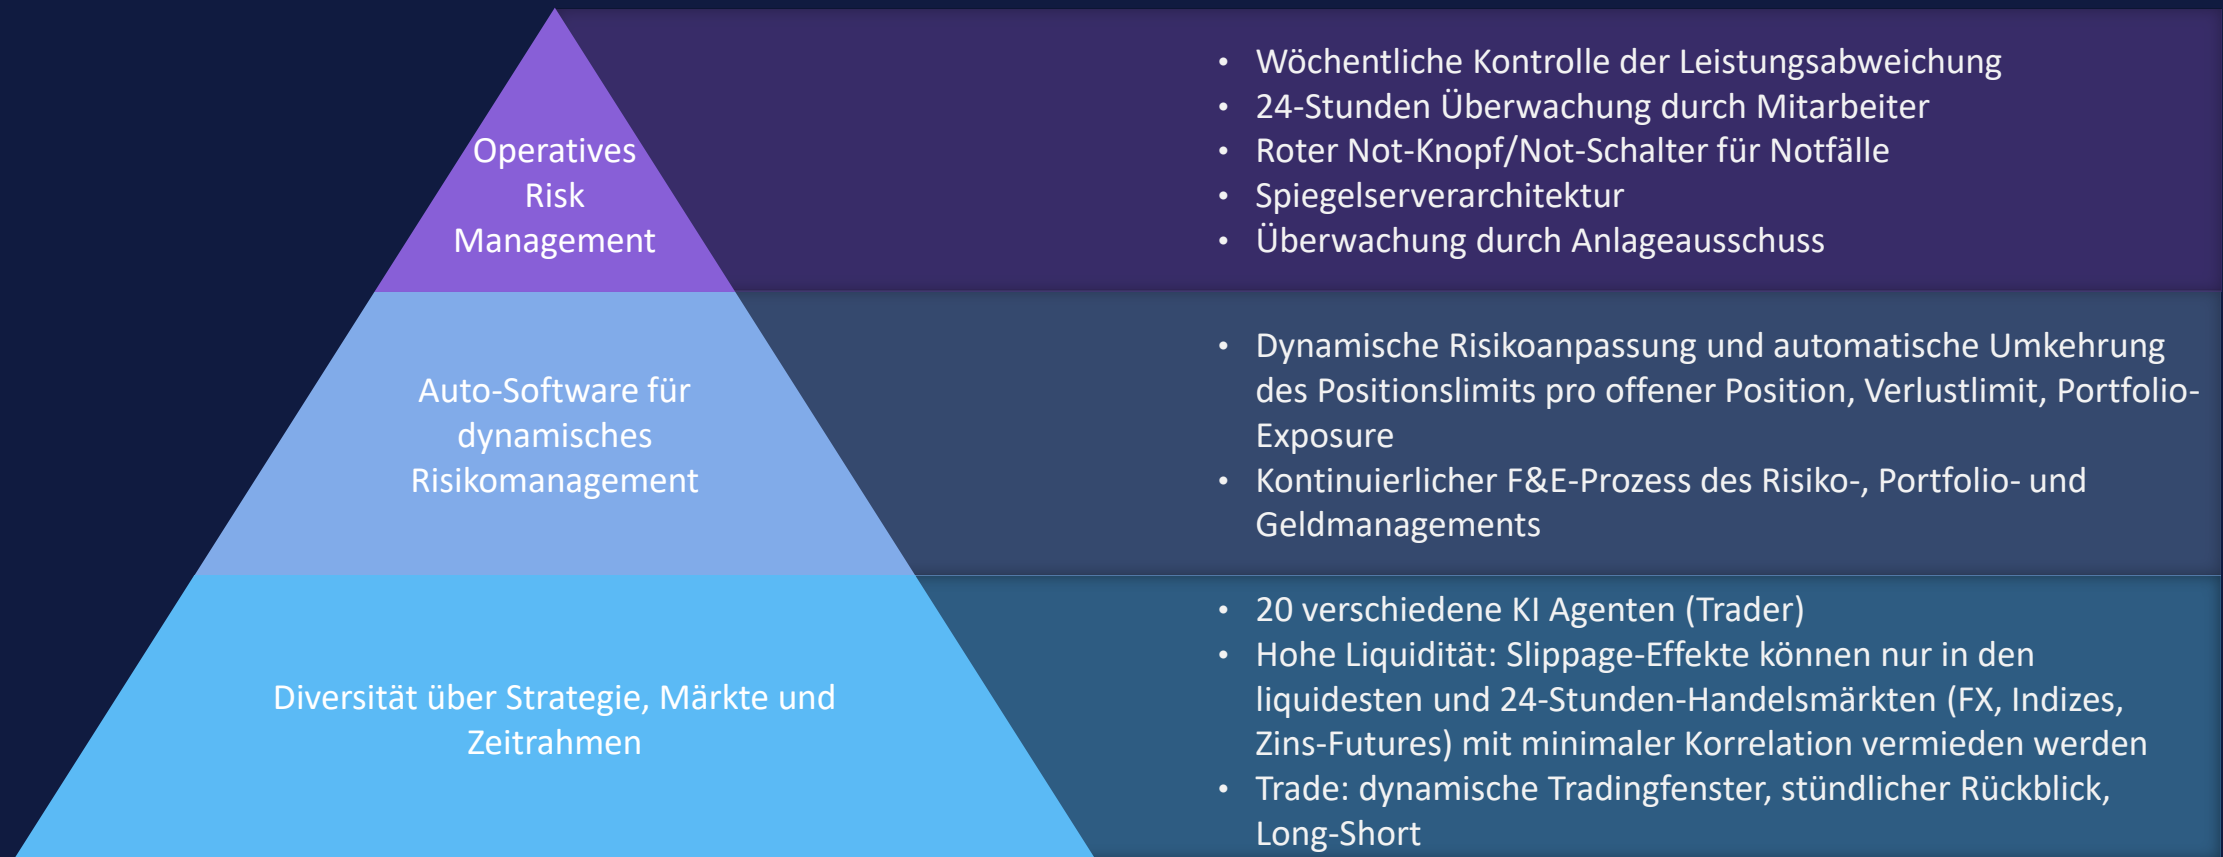 Operatives
Risk
Management
• Wöchentliche Kontrolle der Leistungsabweichung
• 24-Stunden Überwachung durch Mitarbeiter
• Roter Not-Knopf/Not-Schalter für Notfälle
• Spiegelserverarchitektur
• Überwachung durch Anlageausschuss
Auto-Software für
dynamisches
Risikomanagement
• Dynamische Risikoanpassung und automatische Umkehrung
des Positionslimits pro offener Position, Verlustlimit, Portfolio-
Exposure
• Kontinuierlicher F&E-Prozess des Risiko-, Portfolio- und
Geldmanagements
Diversität über Strategie, Märkte und
Zeitrahmen
• 20 verschiedene KI Agenten (Trader)
• Hohe Liquidität: Slippage-Effekte können nur in den
liquidesten und 24-Stunden-Handelsmärkten (FX, Indizes,
Zins-Futures) mit minimaler Korrelation vermieden werden
• Trade: dynamische Tradingfenster, stündlicher Rückblick,
Long-Short